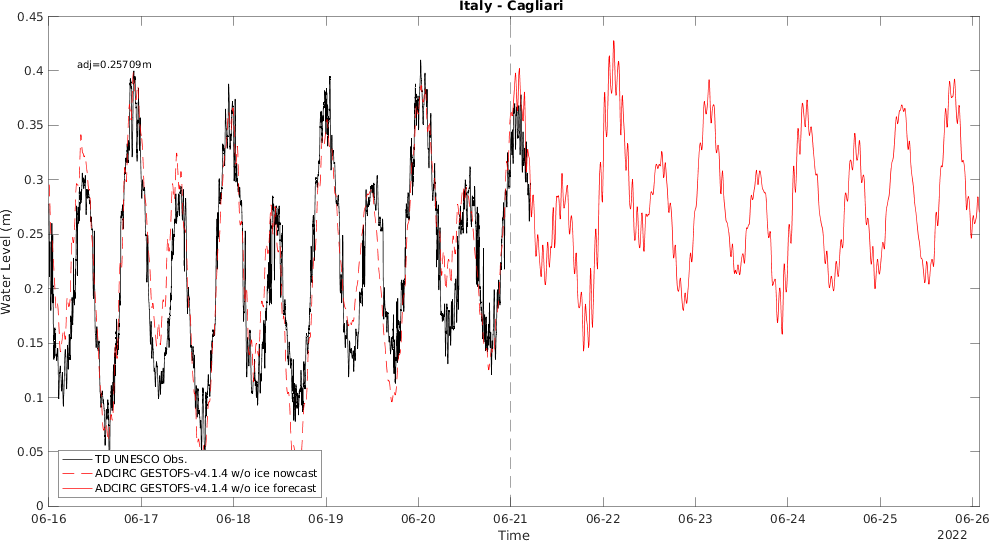 Italy - Cagliari
adj=0.25709m
Water Level (m)
0.45
0.4
0.35
0.3
0.25
0.2
0.15
0.1
0.05
0
TD UNESCO Obs.
ADCIRC GESTOFS-v4.1.4 w/o ice nowcast
ADCIRC GESTOFS-v4.1.4 w/o ice forecast
06-16 06-17 06-18 06-19 06-20 06-21 06-22 06-23 06-24 06-25 06-26
Time
2022